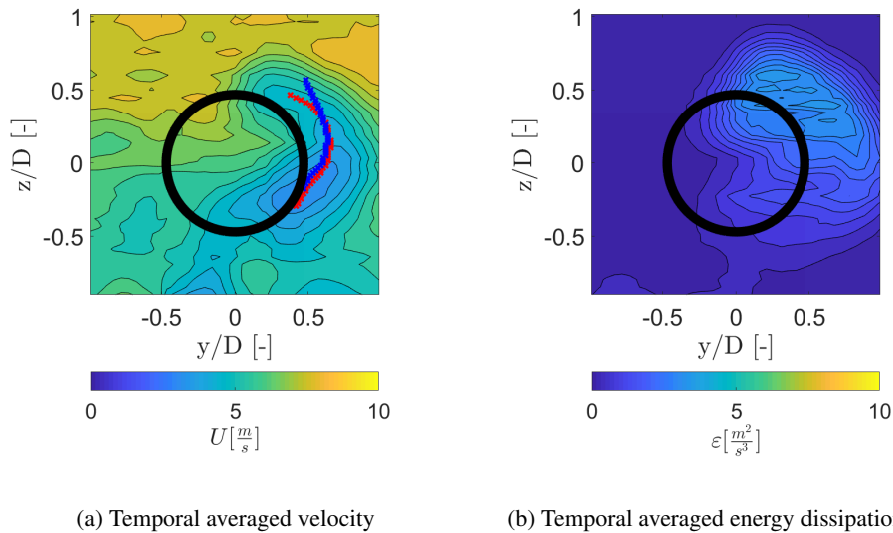 1
0.5
0
-0.5
z/D [-]
-0.5 0 0.5
y/D [-]
0 5 10
U[m/s]
(a) Temporal averaged velocity
1
0.5
0
-0.5
z/D [-]
-0.5 0 0.5
y/D [-]
0 5 10
ε[m²/s³]
(b) Temporal averaged energy dissipatio